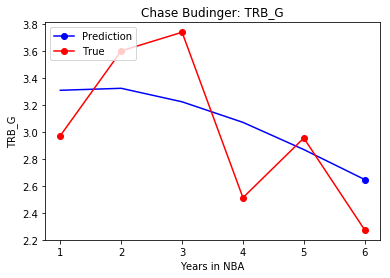 Chase Budinger: TRB_G
Prediction
True
3.8
3.6
3.4
3.2
3.0
2.8
2.6
2.4
2.2
TRB_G
1 2 3 4 5 6
Years in NBA